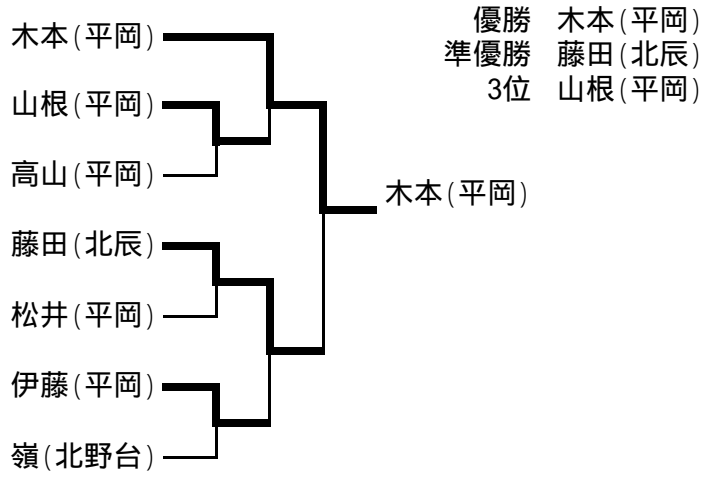 木本(平岡)
山根(平岡)
高山(平岡)
藤田(北辰)
松井(平岡)
伊藤(平岡)
嶺(北野台)
木本(平岡)
優勝 木本(平岡)
準優勝 藤田(北辰)
3位 山根(平岡)